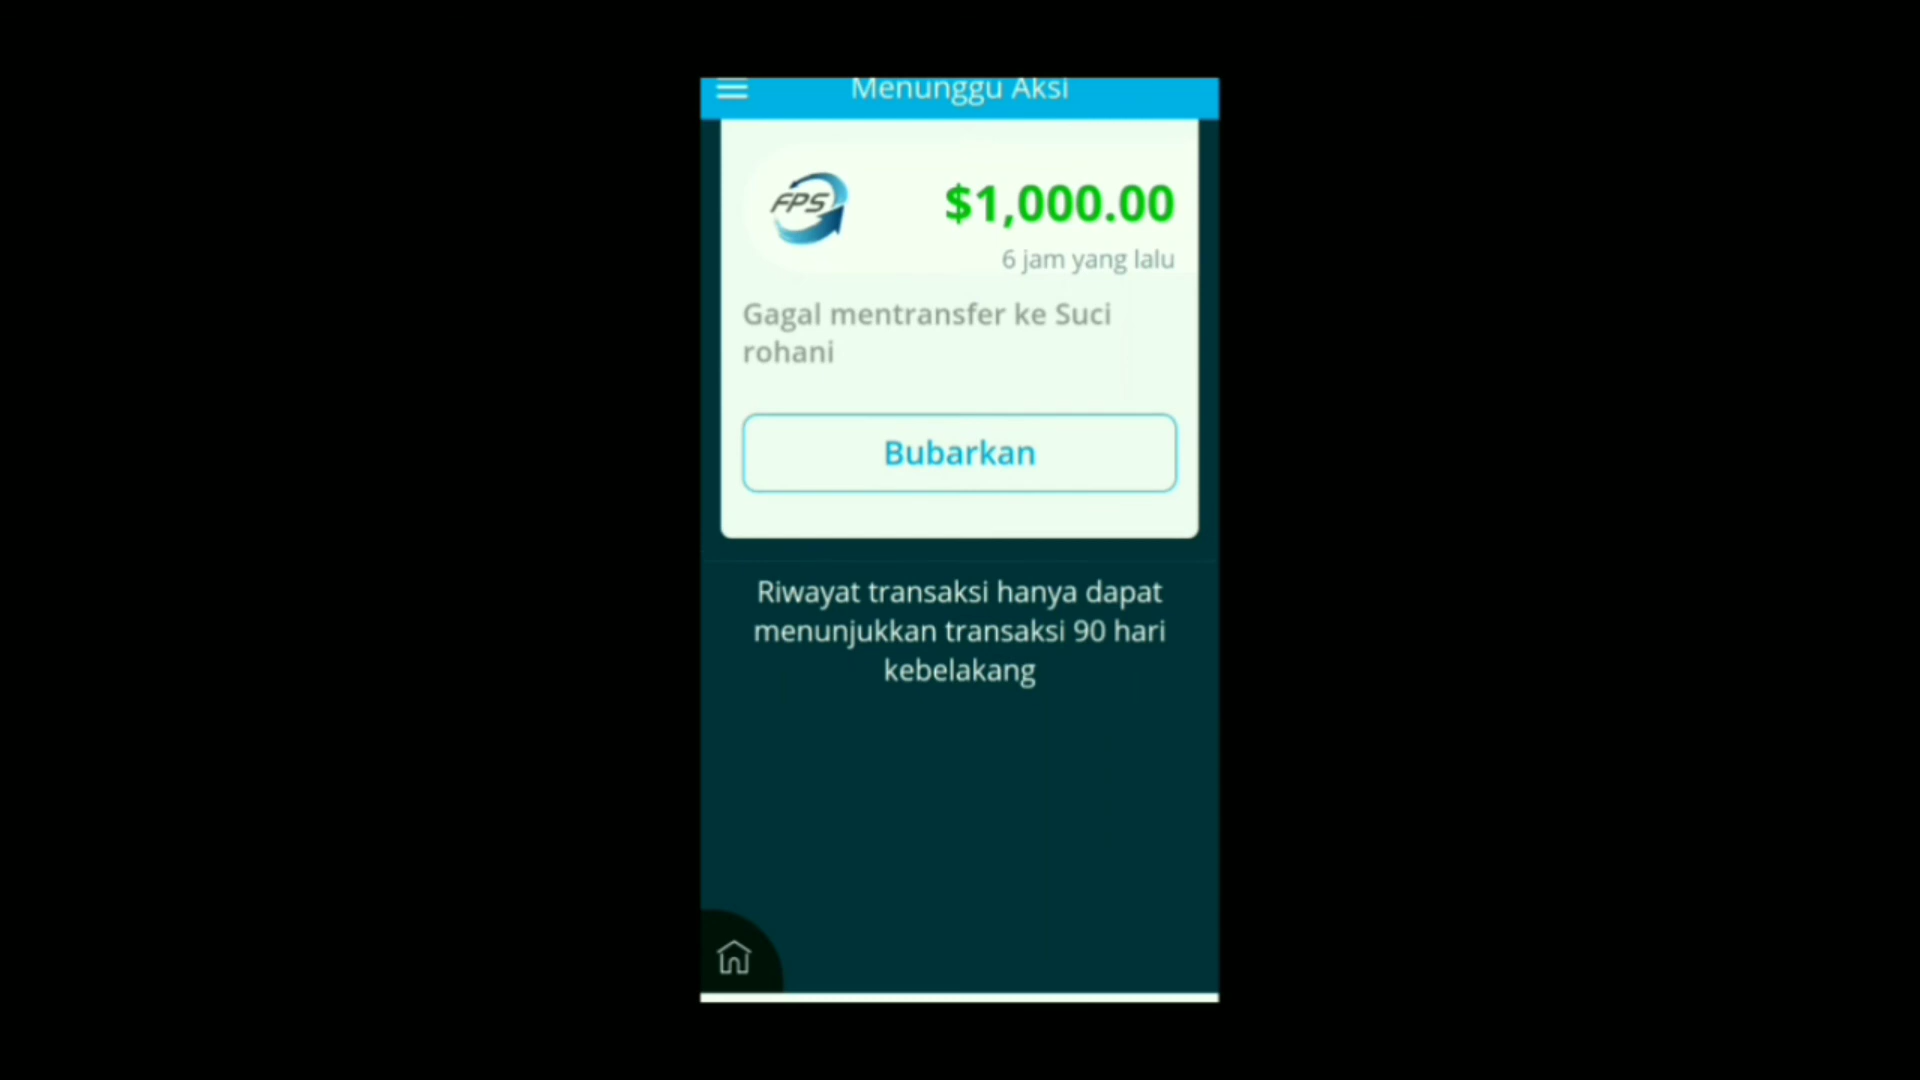 Menunggu Aksi
FPS
$1,000.00
6 jam yang lalu
Gagal mentransfer ke Suci
rohani
Bubarkan
Riwayat transaksi hanya dapat
menunjukkan transaksi 90 hari
kebelakang